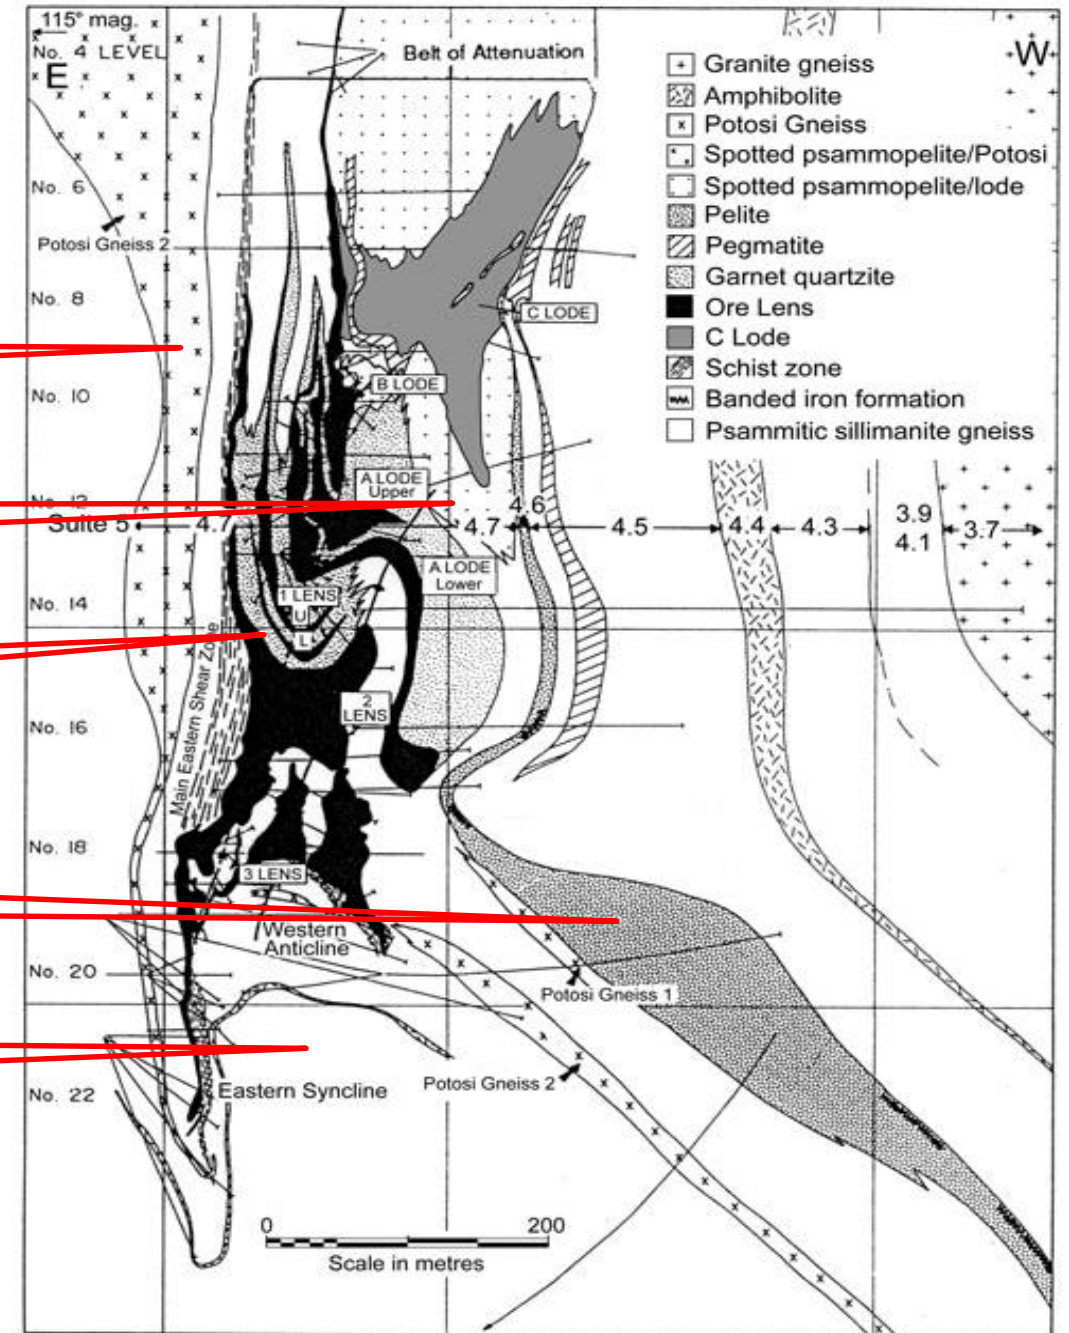 115° mag.
No. 4 LEVEL
E
Belt of Attenuation
W
Granite gneiss
Amphibolite
Potosi Gneiss
Spotted psammopelite/Potosi
Spotted psammopelite/lode
Pelite
Pegmatite
Garnet quartzite
Ore Lens
C Lode
Schist zone
Banded iron formation
Psammitic sillimanite gneiss
No. 6
Potosi Gneiss 2
No. 8
C LODE
No. 10
B LODE
A LODE
Upper
No. 12
Suite 5
4.7
4.7
4.6
4.5
4.4
4.3
3.9
4.1
3.7
A LODE
Lower
No. 14
1 LENS
U
L
Main Eastern Shear Zone
2
LENS
No. 16
No. 18
3 LENS
Western
Anticline
No. 20
Potosi Gneiss 1
Potosi Gneiss 2
No. 22
Eastern Syncline
0 200
Scale in metres